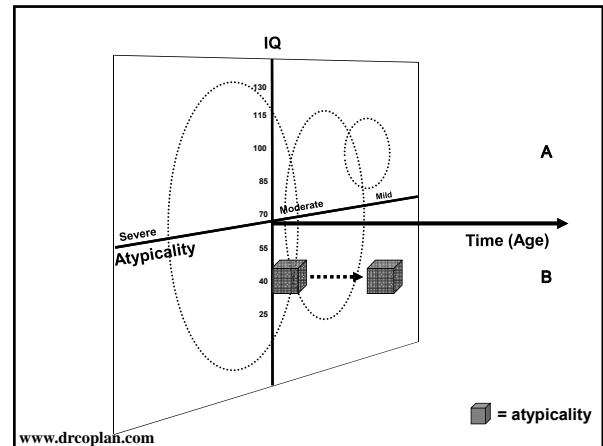 IQ
130
115
100
85
70
55
40
25
A
Mild
Moderate
Severe
Atypicality
Time (Age)
B
= atypicality
www.drcoplan.com